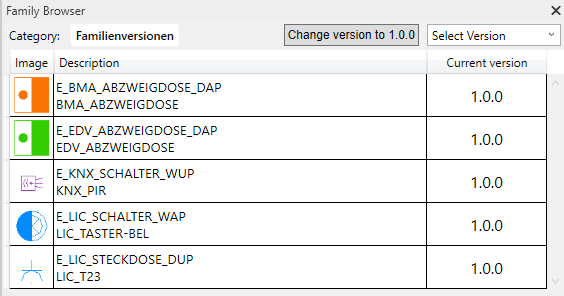 Family Browser
Category: Familienversionen Change version to 1.0.0 Select Version
Image Description Current version
E_BMA_ABZWEIGDOSE_DAP
BMA_ABZWEIGDOSE
1.0.0
E_EDV_ABZWEIGDOSE_DAP
EDV_ABZWEIGDOSE
1.0.0
E_KNX_SCHALTER_WUP
KNX_PIR
1.0.0
E_LIC_SCHALTER_WAP
LIC_TASTER-BEL
1.0.0
E_LIC_STECKDOSE_DUP
LIC_T23
1.0.0